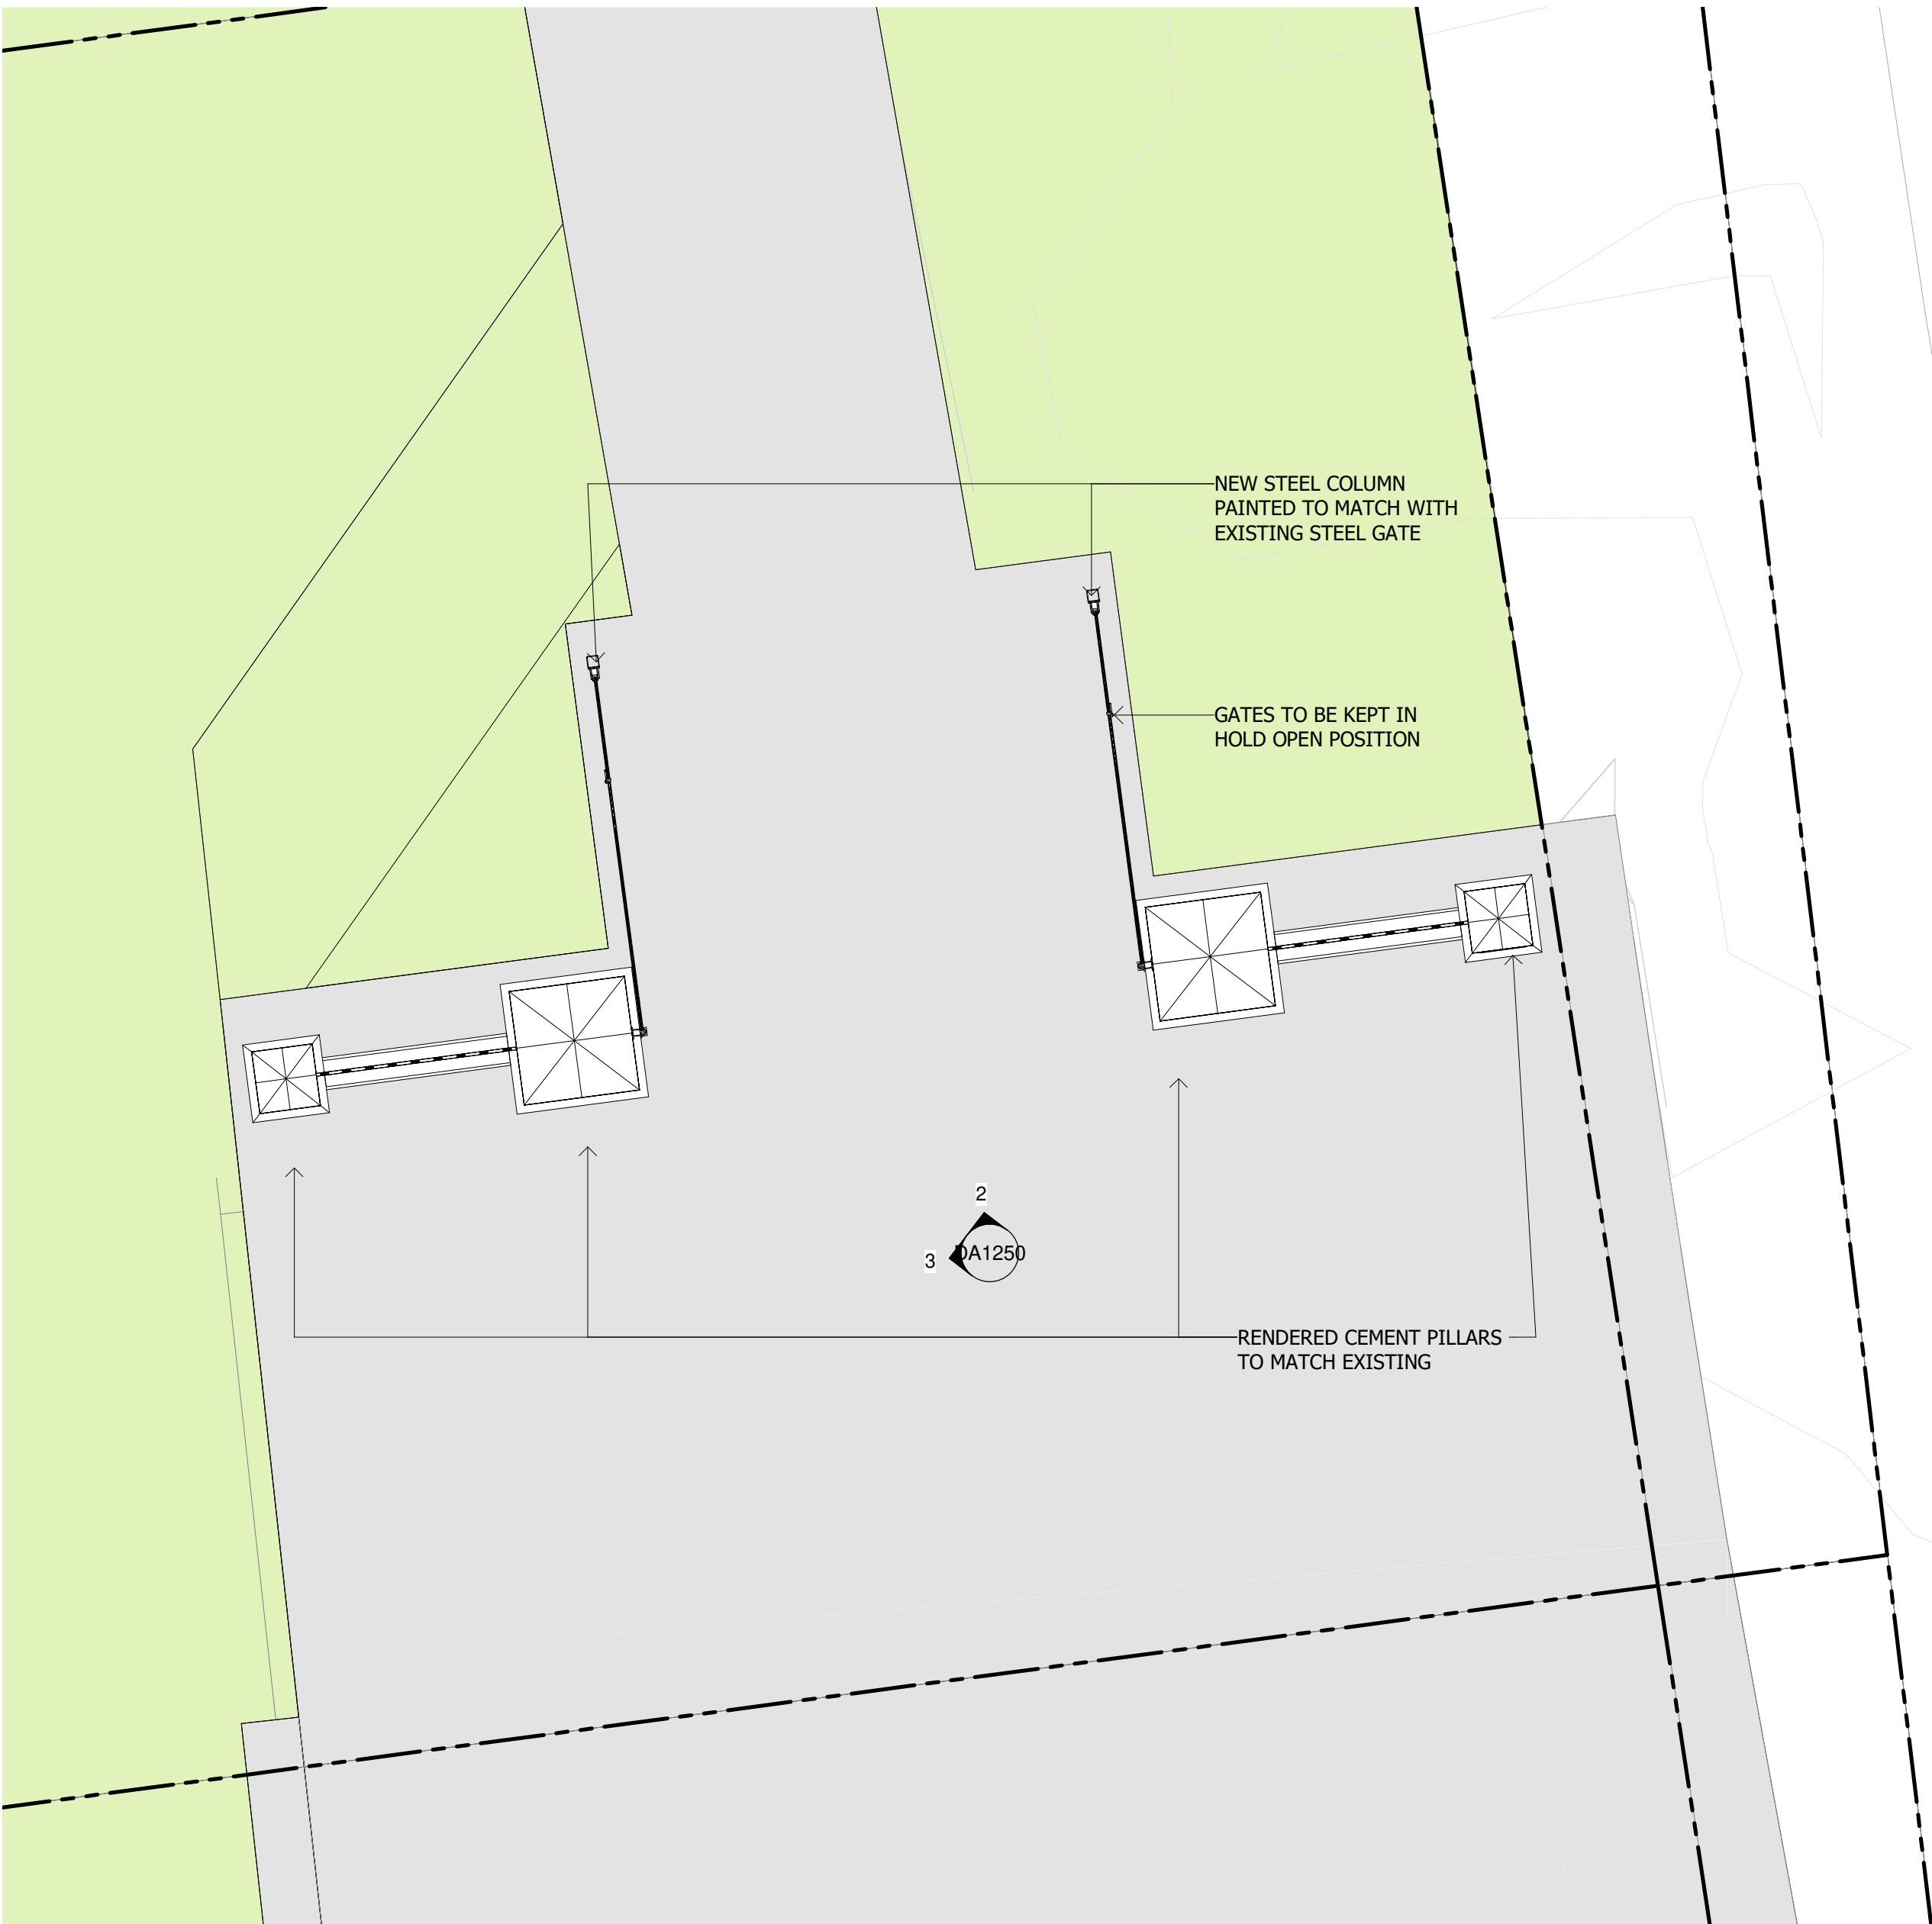 NEW STEEL COLUMN
PAINTED TO MATCH WITH
EXISTING STEEL GATE
GATES TO BE KEPT IN
HOLD OPEN POSITION
2
3
DA1250
RENDERED CEMENT PILLARS
TO MATCH EXISTING